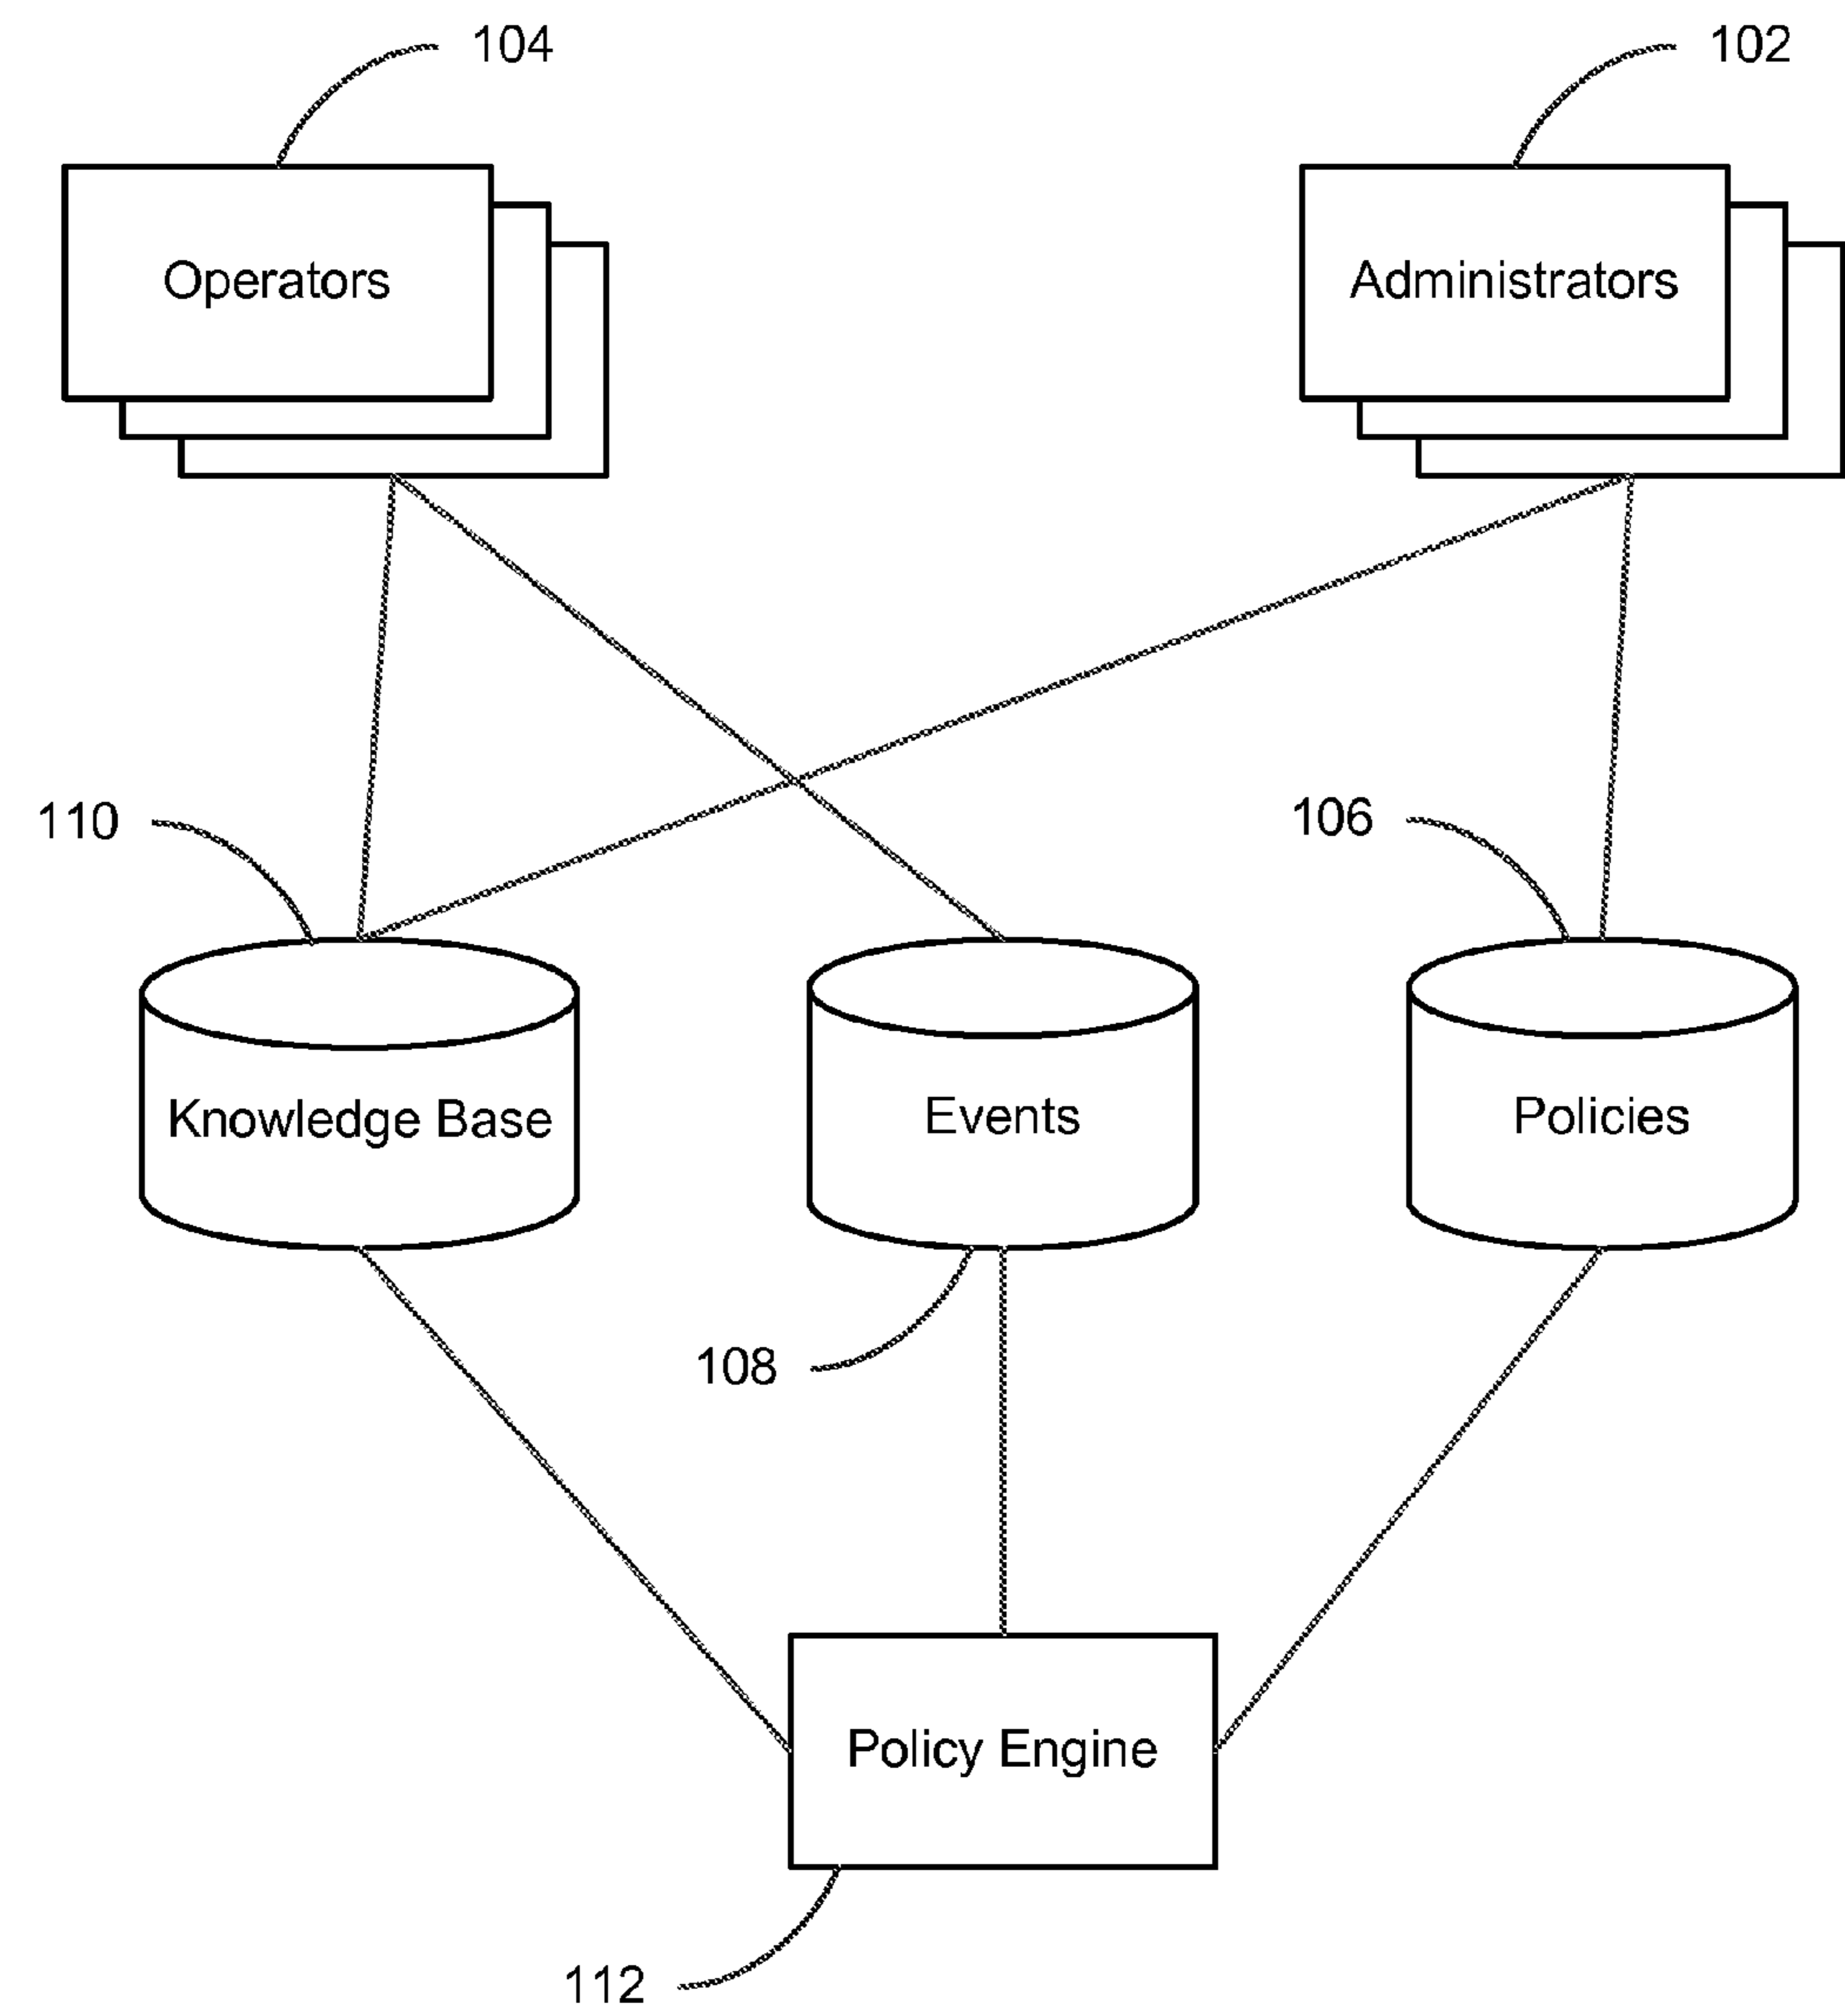 104
102
Operators
Administrators
110
106
Knowledge Base
Events
Policies
108
Policy Engine
112